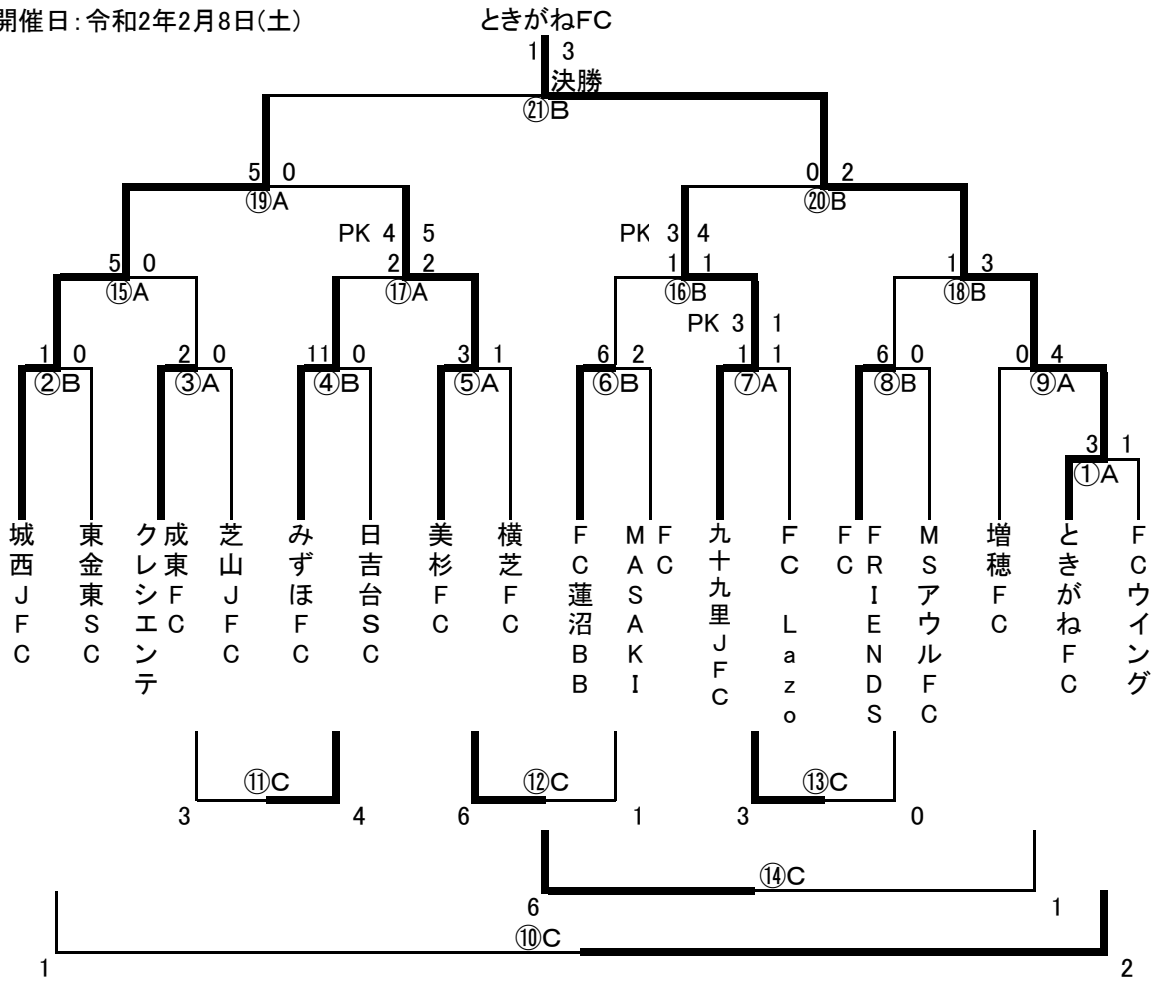 開催日:令和2年2月8日(土)
ときがねFC
1 3
決勝
㉑B
5 0
⑲A
0 2
⑳B
PK 4 5
PK 3 4
5 0
⑮A
2 2
⑰A
1 1
⑯B
1 3
⑱B
PK 3 1
1 0
②B
2 0
③A
11 0
④B
3 1
⑤A
6 2
⑥B
1 1
⑦A
6 0
⑧B
0 4
⑨A
3 1
①A
城西JFC
東金東SC
成東FC
クレシエンテ
芝山JFC
みずほFC
日吉台SC
美杉FC
横芝FC
FC蓮沼BB
FC
MASAKI
九十九里JFC
FC Lazo
FRIENDS
FC
MSアウルFC
増穂FC
ときがねFC
FCウイング
⑪C
3 4
⑫C
6 1
⑬C
3 0
⑭C
6 1
⑩C
1 2